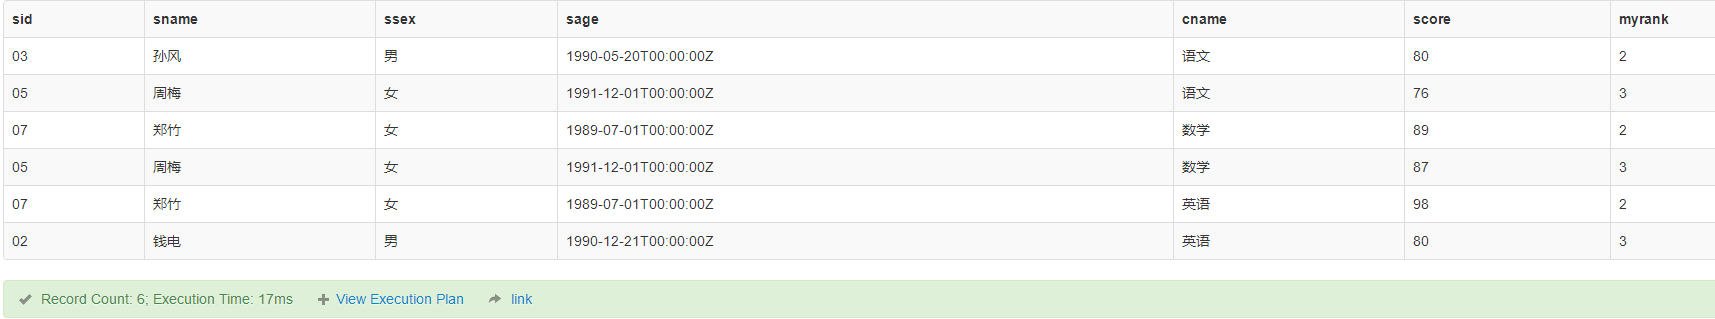 sid sname ssex sage cname score myrank
03 孙风 男 1990-05-20T00:00:00Z 语文 80 2
05 周梅 女 1991-12-01T00:00:00Z 语文 76 3
07 郑竹 女 1989-07-01T00:00:00Z 数学 89 2
05 周梅 女 1991-12-01T00:00:00Z 数学 87 3
07 郑竹 女 1989-07-01T00:00:00Z 英语 98 2
02 钱电 男 1990-12-21T00:00:00Z 英语 80 3
Record Count: 6; Execution Time: 17ms View Execution Plan link